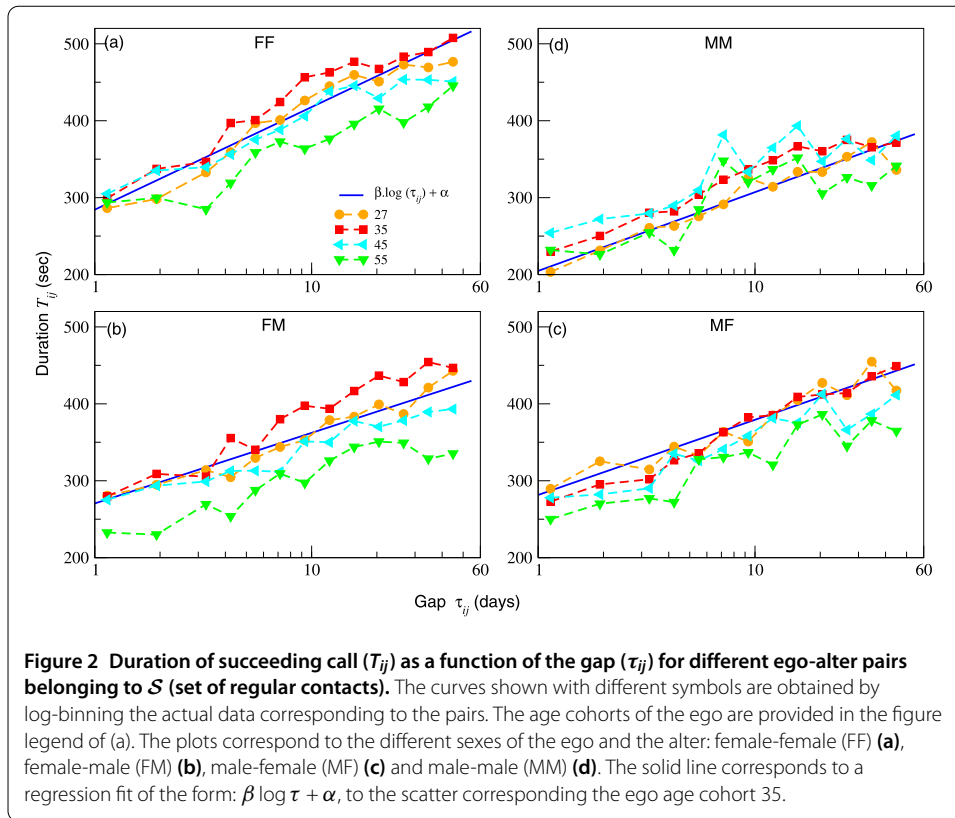 (a)
FF
500
400
300
200
1
10
60
β.log (τij) + α
27
35
45
55
(d)
MM
500
400
300
200
1
10
60
Duration Tij (sec)
(b)
FM
500
400
300
200
1
10
60
(c)
MF
500
400
300
200
1
10
60
Gap τij (days)
Figure 2 Duration of succeeding call (Tij) as a function of the gap (τij) for different ego-alter pairs
belonging to S (set of regular contacts). The curves shown with different symbols are obtained by
log-binning the actual data corresponding to the pairs. The age cohorts of the ego are provided in the figure
legend of (a). The plots correspond to the different sexes of the ego and the alter: female-female (FF) (a),
female-male (FM) (b), male-female (MF) (c) and male-male (MM) (d). The solid line corresponds to a
regression fit of the form: β log τ + α, to the scatter corresponding the ego age cohort 35.